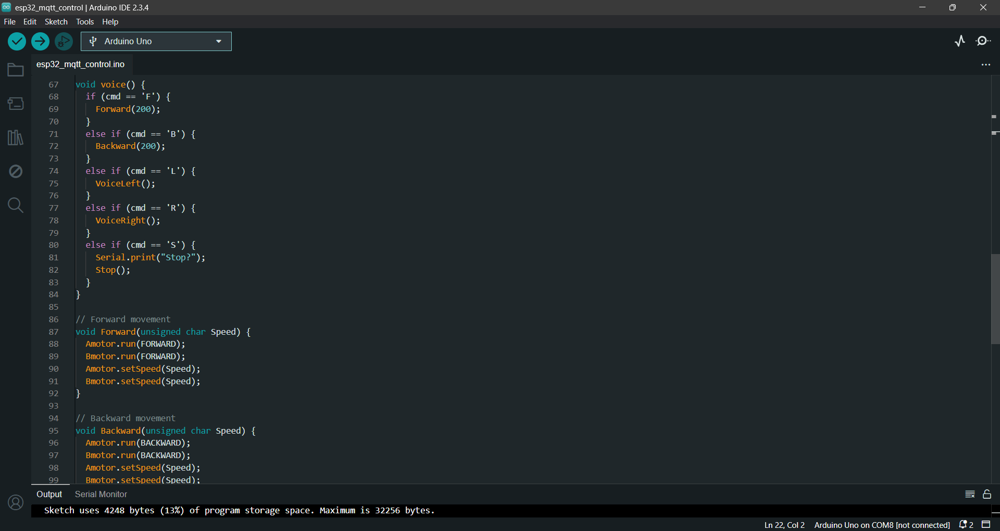 esp32_mqtt_control | Arduino IDE 2.3.4
File Edit Sketch Tools Help
Arduino Uno
esp32_mqtt_control.ino
67 void voice() {
68 if (cmd == 'F') {
69 Forward(200);
70 }
71 else if (cmd == 'B') {
72 Backward(200);
73 }
74 else if (cmd == 'L') {
75 VoiceLeft();
76 }
77 else if (cmd == 'R') {
78 VoiceRight();
79 }
80 else if (cmd == 'S') {
81 Serial.print("Stop?");
82 Stop();
83 }
84 }
85
86 // Forward movement
87 void Forward(unsigned char Speed) {
88 Amotor.run(FORWARD);
89 Bmotor.run(FORWARD);
90 Amotor.setSpeed(Speed);
91 Bmotor.setSpeed(Speed);
92 }
93
94 // Backward movement
95 void Backward(unsigned char Speed) {
96 Amotor.run(BACKWARD);
97 Bmotor.run(BACKWARD);
98 Amotor.setSpeed(Speed);
99 Bmotor.setSpeed(Speed);
Output Serial Monitor
Sketch uses 4248 bytes (13%) of program storage space. Maximum is 32256 bytes.
Ln 22, Col 2 Arduino Uno on COM8 [not connected] 2